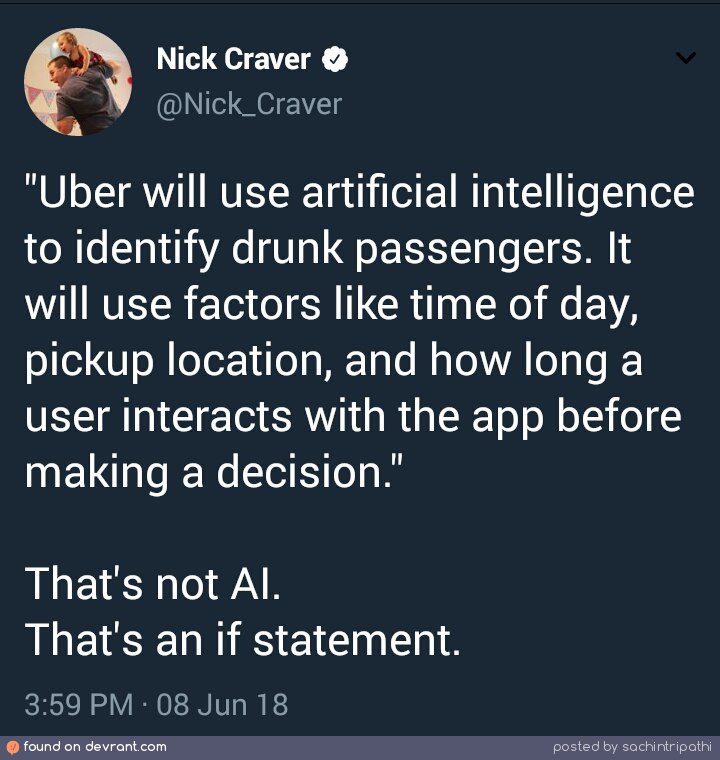 Nick Craver
@Nick_Craver
"Uber will use artificial intelligence
to identify drunk passengers. It
will use factors like time of day,
pickup location, and how long a
user interacts with the app before
making a decision."
That's not AI.
That's an if statement.
3:59 PM · 08 Jun 18
found on devrant.com
posted by sachintripathi